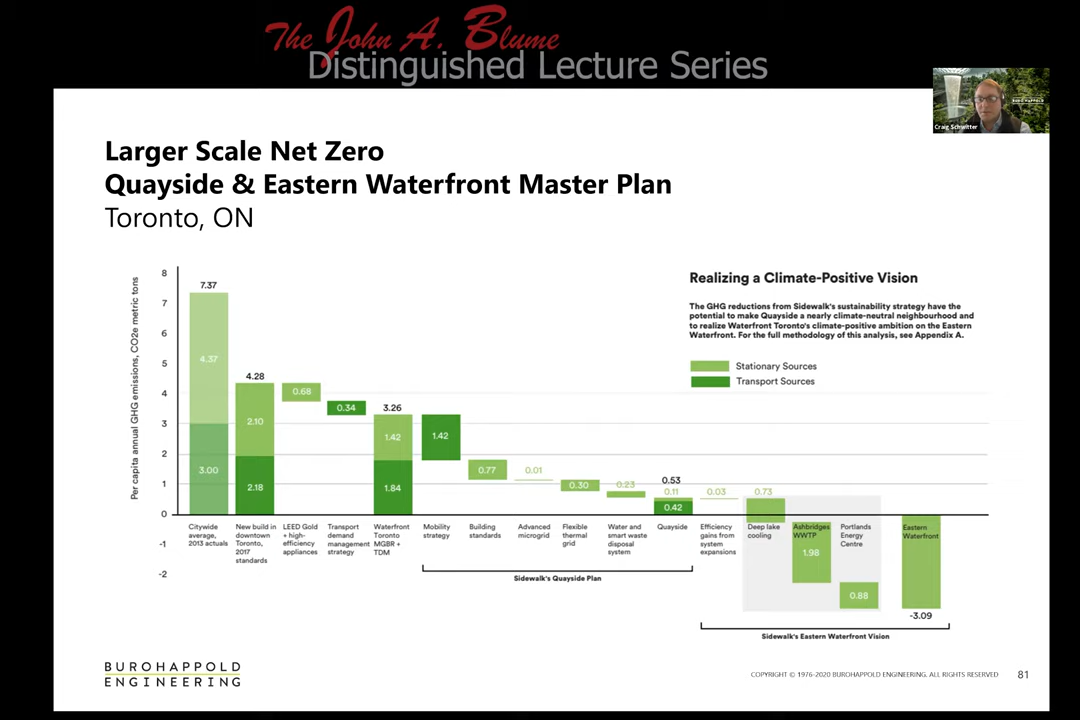 The John A. Blume
Distinguished Lecture Series
BURO HAPPOLD
Craig Schwitter
Larger Scale Net Zero
Quayside & Eastern Waterfront Master Plan
Toronto, ON
Per capita annual GHG emissions, CO2e metric tons
8
7
6
5
4
3
2
1
0
-1
-2
7.37
4.37
3.00
4.28
2.10
2.18
0.68
0.34
3.26
1.42
1.84
1.42
0.77
0.01
0.30
0.23
0.53
0.11
0.42
0.03
0.73
1.98
0.88
-3.09
Realizing a Climate-Positive Vision
The GHG reductions from Sidewalk's sustainability strategy have the
potential to make Quayside a nearly climate-neutral neighbourhood and
to realize Waterfront Toronto's climate-positive ambition on the Eastern
Waterfront. For the full methodology of this analysis, see Appendix A.
Stationary Sources
Transport Sources
Citywide
average,
2013 actuals
New build in
downtown
Toronto,
2017
standards
LEED Gold
+ high-
efficiency
appliances
Transport
demand
management
strategy
Waterfront
Toronto
MGBR +
TDM
Mobility
strategy
Building
standards
Advanced
microgrid
Flexible
thermal
grid
Water and
smart waste
disposal
system
Quayside
Efficiency
gains from
system
expansions
Deep lake
cooling
Ashbridges
WWTP
Portlands
Energy
Centre
Eastern
Waterfront
Sidewalk's Quayside Plan
Sidewalk's Eastern Waterfront Vision
BUROHAPPOLD
ENGINEERING
COPYRIGHT © 1976-2020 BUROHAPPOLD ENGINEERING. ALL RIGHTS RESERVED
81